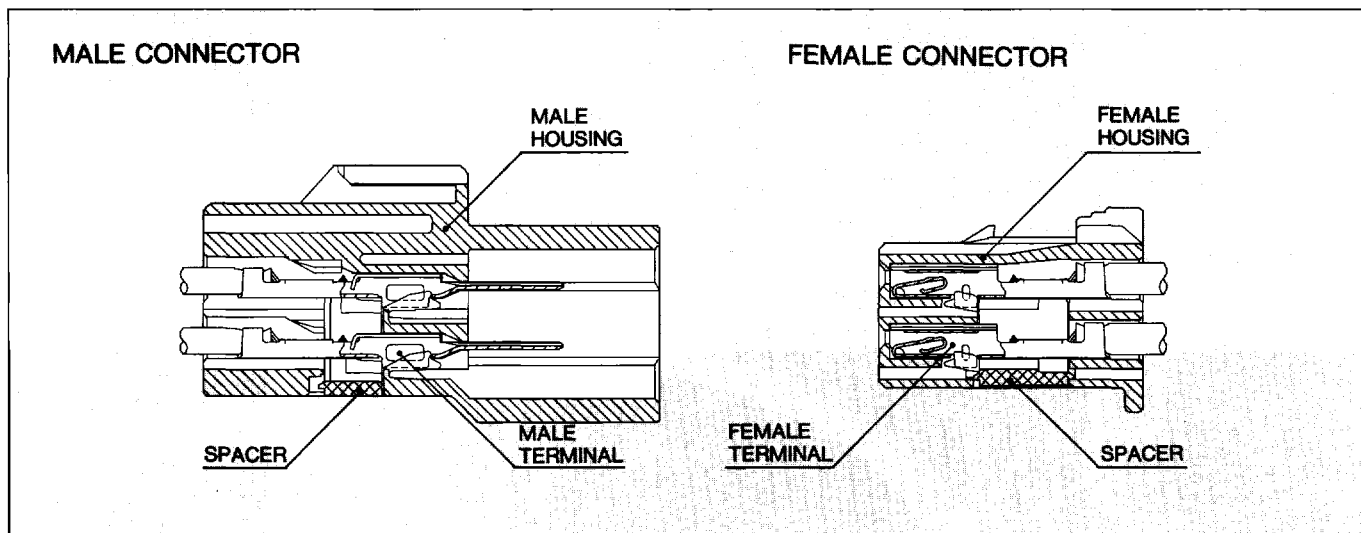 MALE CONNECTOR
MALE
HOUSING
SPACER
MALE
TERMINAL
FEMALE CONNECTOR
FEMALE
HOUSING
FEMALE
TERMINAL
SPACER